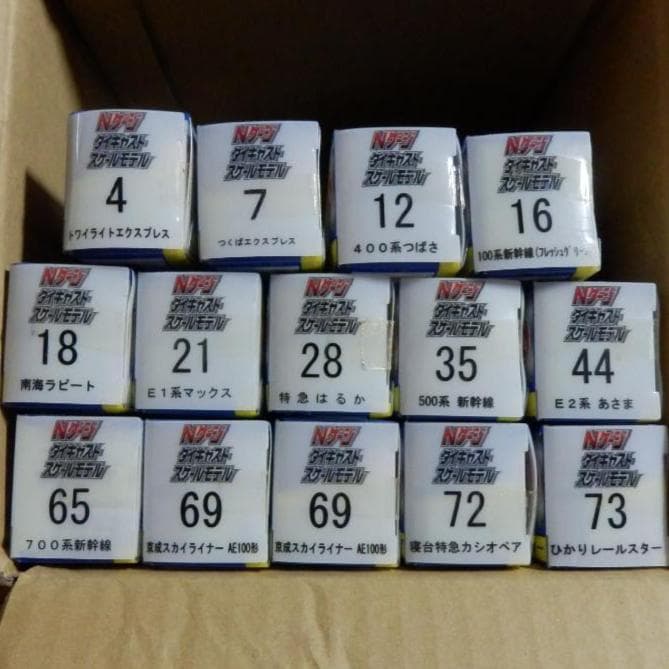 Nゲージ
ダイキャスト
スケールモデル
4
トワイライトエクスプレス
Nゲージ
ダイキャスト
スケールモデル
7
つくばエクスプレス
Nゲージ
ダイキャスト
スケールモデル
12
400系つばさ
Nゲージ
ダイキャスト
スケールモデル
16
100系新幹線(フレッシュグリーン)
Nゲージ
ダイキャスト
スケールモデル
18
南海ラピート
Nゲージ
ダイキャスト
スケールモデル
21
E1系マックス
Nゲージ
ダイキャスト
スケールモデル
28
特急はるか
Nゲージ
ダイキャスト
スケールモデル
35
500系 新幹線
Nゲージ
ダイキャスト
スケールモデル
44
E2系 あさま
Nゲージ
ダイキャスト
スケールモデル
65
700系新幹線
Nゲージ
ダイキャスト
スケールモデル
69
京成スカイライナー AE100形
Nゲージ
ダイキャスト
スケールモデル
69
京成スカイライナー AE100形
Nゲージ
ダイキャスト
スケールモデル
72
寝台特急カシオペア
Nゲージ
ダイキャスト
スケールモデル
73
ひかりレールスター